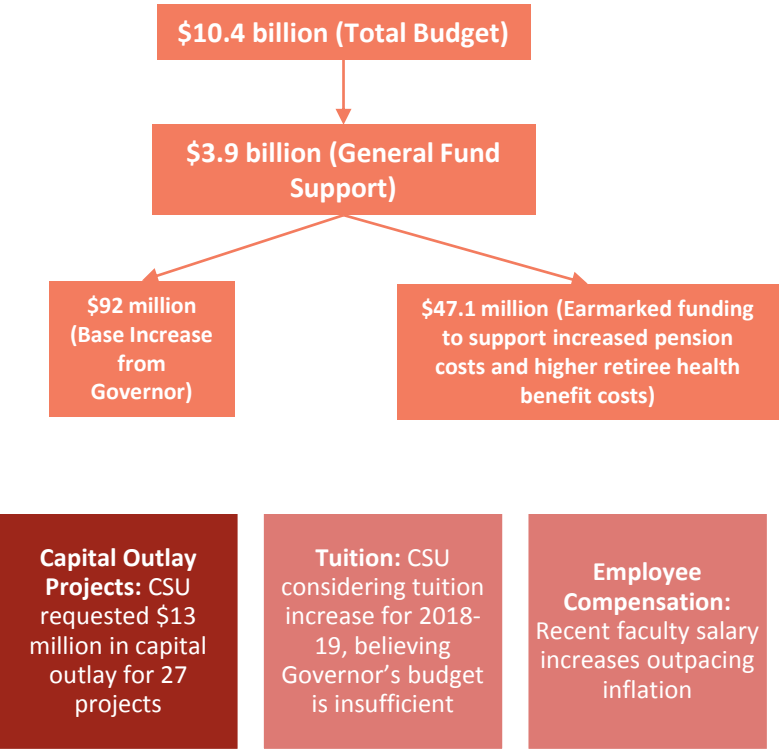 $10.4 billion (Total Budget)
$3.9 billion (General Fund
Support)
$92 million
(Base Increase
from
Governor)
$47.1 million (Earmarked funding
to support increased pension
costs and higher retiree health
benefit costs)
Capital Outlay
Projects: CSU
requested $13
million in capital
outlay for 27
projects
Tuition: CSU
considering tuition
increase for 2018-
19, believing
Governor's budget
is insufficient
Employee
Compensation:
Recent faculty salary
increases outpacing
inflation